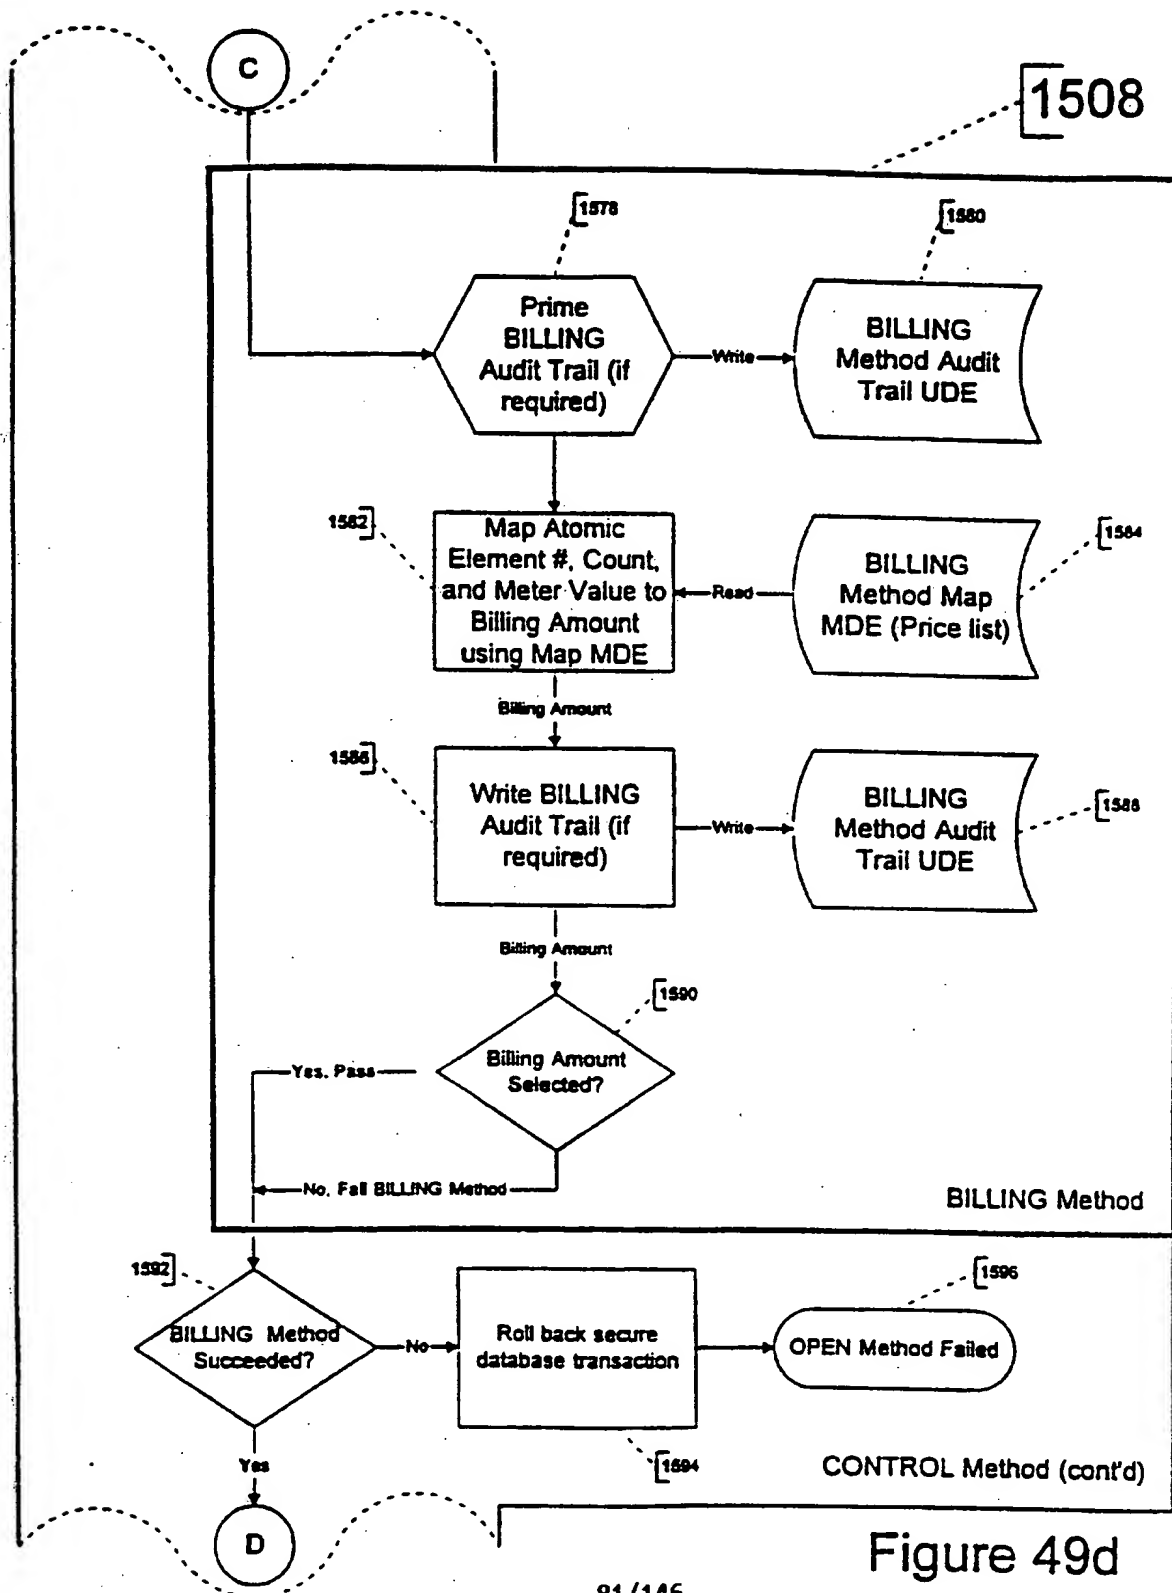 C
1508
1578
1580
Prime
BILLING
Audit Trail (if
required)
Write
BILLING
Method Audit
Trail UDE
1582
Map Atomic
Element #, Count,
and Meter Value to
Billing Amount
using Map MDE
Read
BILLING
Method Map
MDE (Price list)
1584
Billing Amount
1586
Write BILLING
Audit Trail (if
required)
Write
BILLING
Method Audit
Trail UDE
1588
Billing Amount
1590
Billing Amount
Selected?
Yes, Pass
No, Fail BILLING Method
BILLING Method
1592
BILLING Method
Succeeded?
No
Roll back secure
database transaction
1596
OPEN Method Failed
Yes
1594
CONTROL Method (cont'd)
D
Figure 49d
81/146